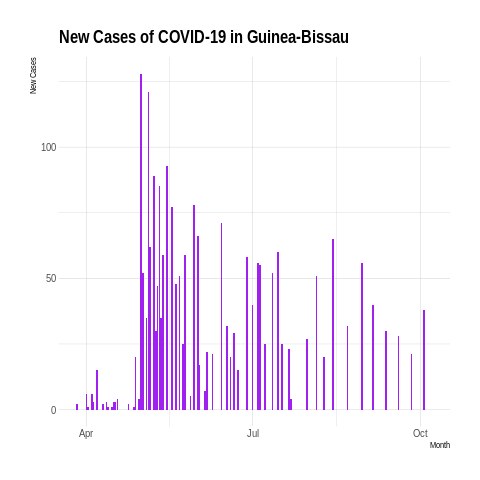 New Cases of COVID-19 in Guinea-Bissau
New Cases
100
50
0
Apr
Jul
Oct
Month